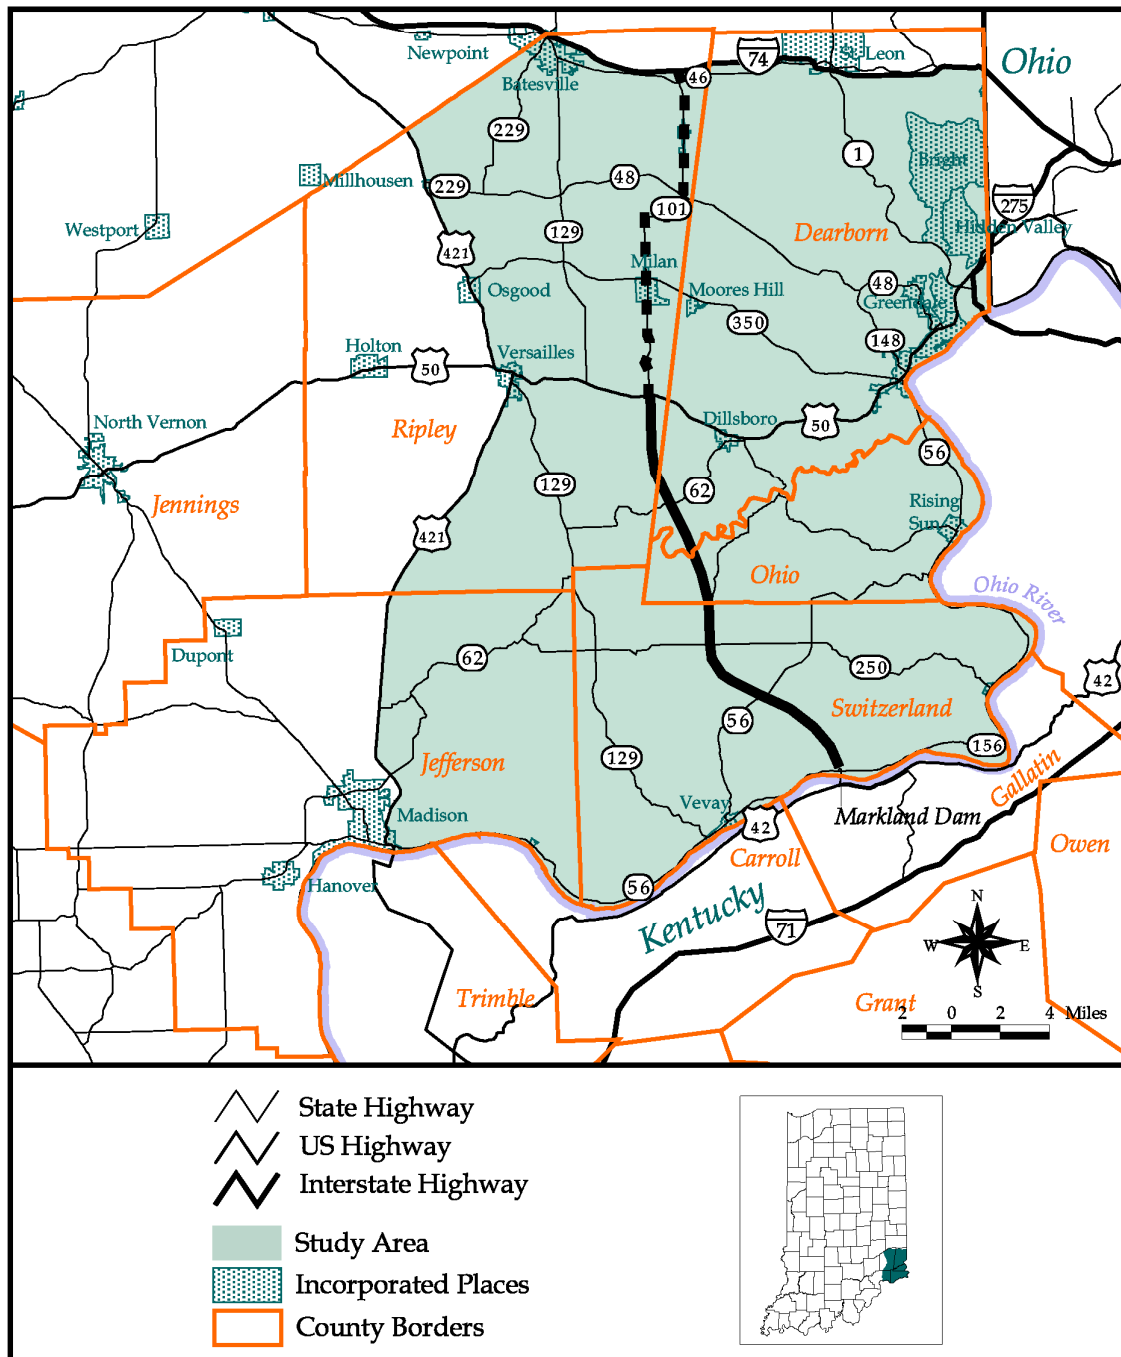 Newpoint
Batesville
46
74
St. Leon
Ohio
229
1
Bright
Millhousen
229
48
101
275
Westport
129
Dearborn
Hidden Valley
421
Osgood
Milan
Moores Hill
48
Greendale
350
148
Holton
50
Versailles
North Vernon
Ripley
Dillsboro
50
56
Jennings
129
62
Rising
Sun
421
Ohio
Ohio River
Dupont
62
250
42
Switzerland
56
Jefferson
129
156
Gallatin
Madison
Vevay
42
Markland Dam
Carroll
Owen
Hanover
56
Kentucky
71
N
W
E
S
Trimble
Grant
2 0 2 4 Miles
State Highway
US Highway
Interstate Highway
Study Area
Incorporated Places
County Borders